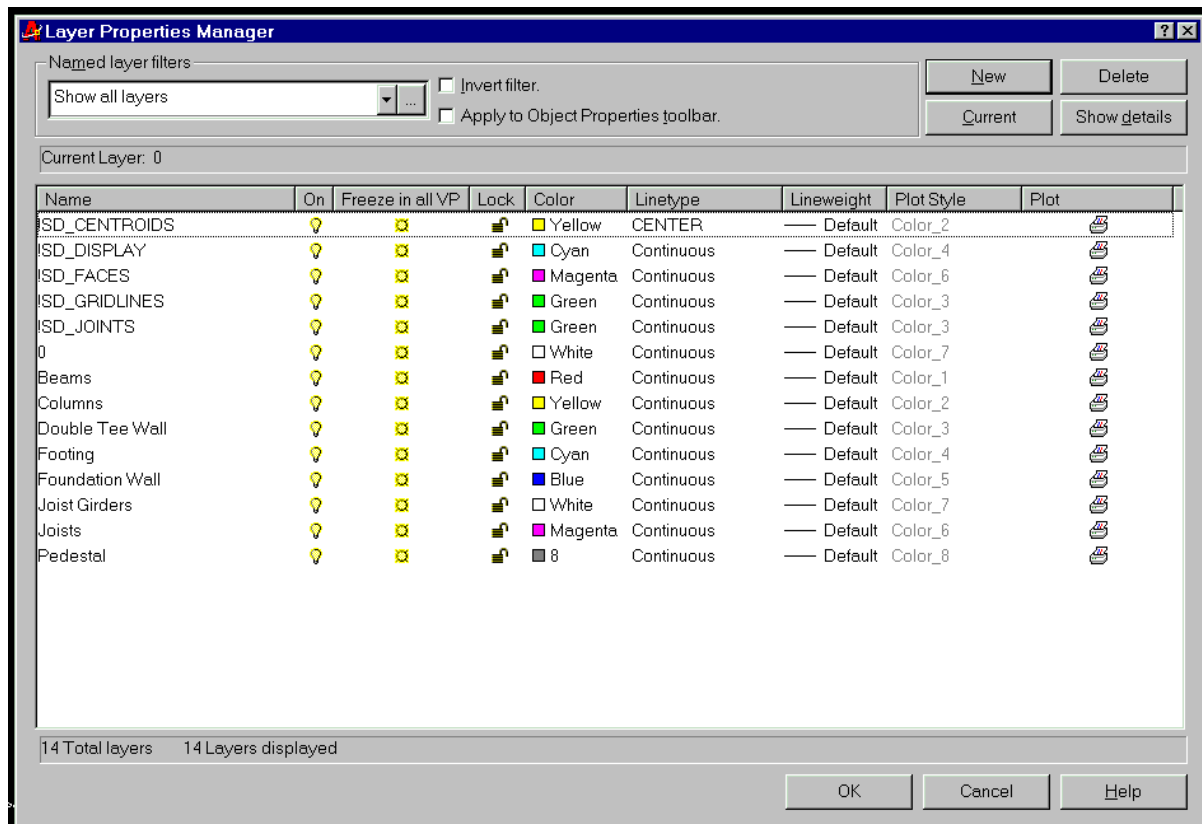 Layer Properties Manager
Named layer filters
Show all layers
...
Invert filter.
Apply to Object Properties toolbar.
New
Delete
Current
Show details
Current Layer: 0
Name On Freeze in all VP Lock Color Linetype Lineweight Plot Style Plot
!SD_CENTROIDS Yellow CENTER Default Color_2
!SD_DISPLAY Cyan Continuous Default Color_4
!SD_FACES Magenta Continuous Default Color_6
!SD_GRIDLINES Green Continuous Default Color_3
!SD_JOINTS Green Continuous Default Color_3
0 White Continuous Default Color_7
Beams Red Continuous Default Color_1
Columns Yellow Continuous Default Color_2
Double Tee Wall Green Continuous Default Color_3
Footing Cyan Continuous Default Color_4
Foundation Wall Blue Continuous Default Color_5
Joist Girders White Continuous Default Color_7
Joists Magenta Continuous Default Color_6
Pedestal 8 Continuous Default Color_8
14 Total layers 14 Layers displayed
OK Cancel Help